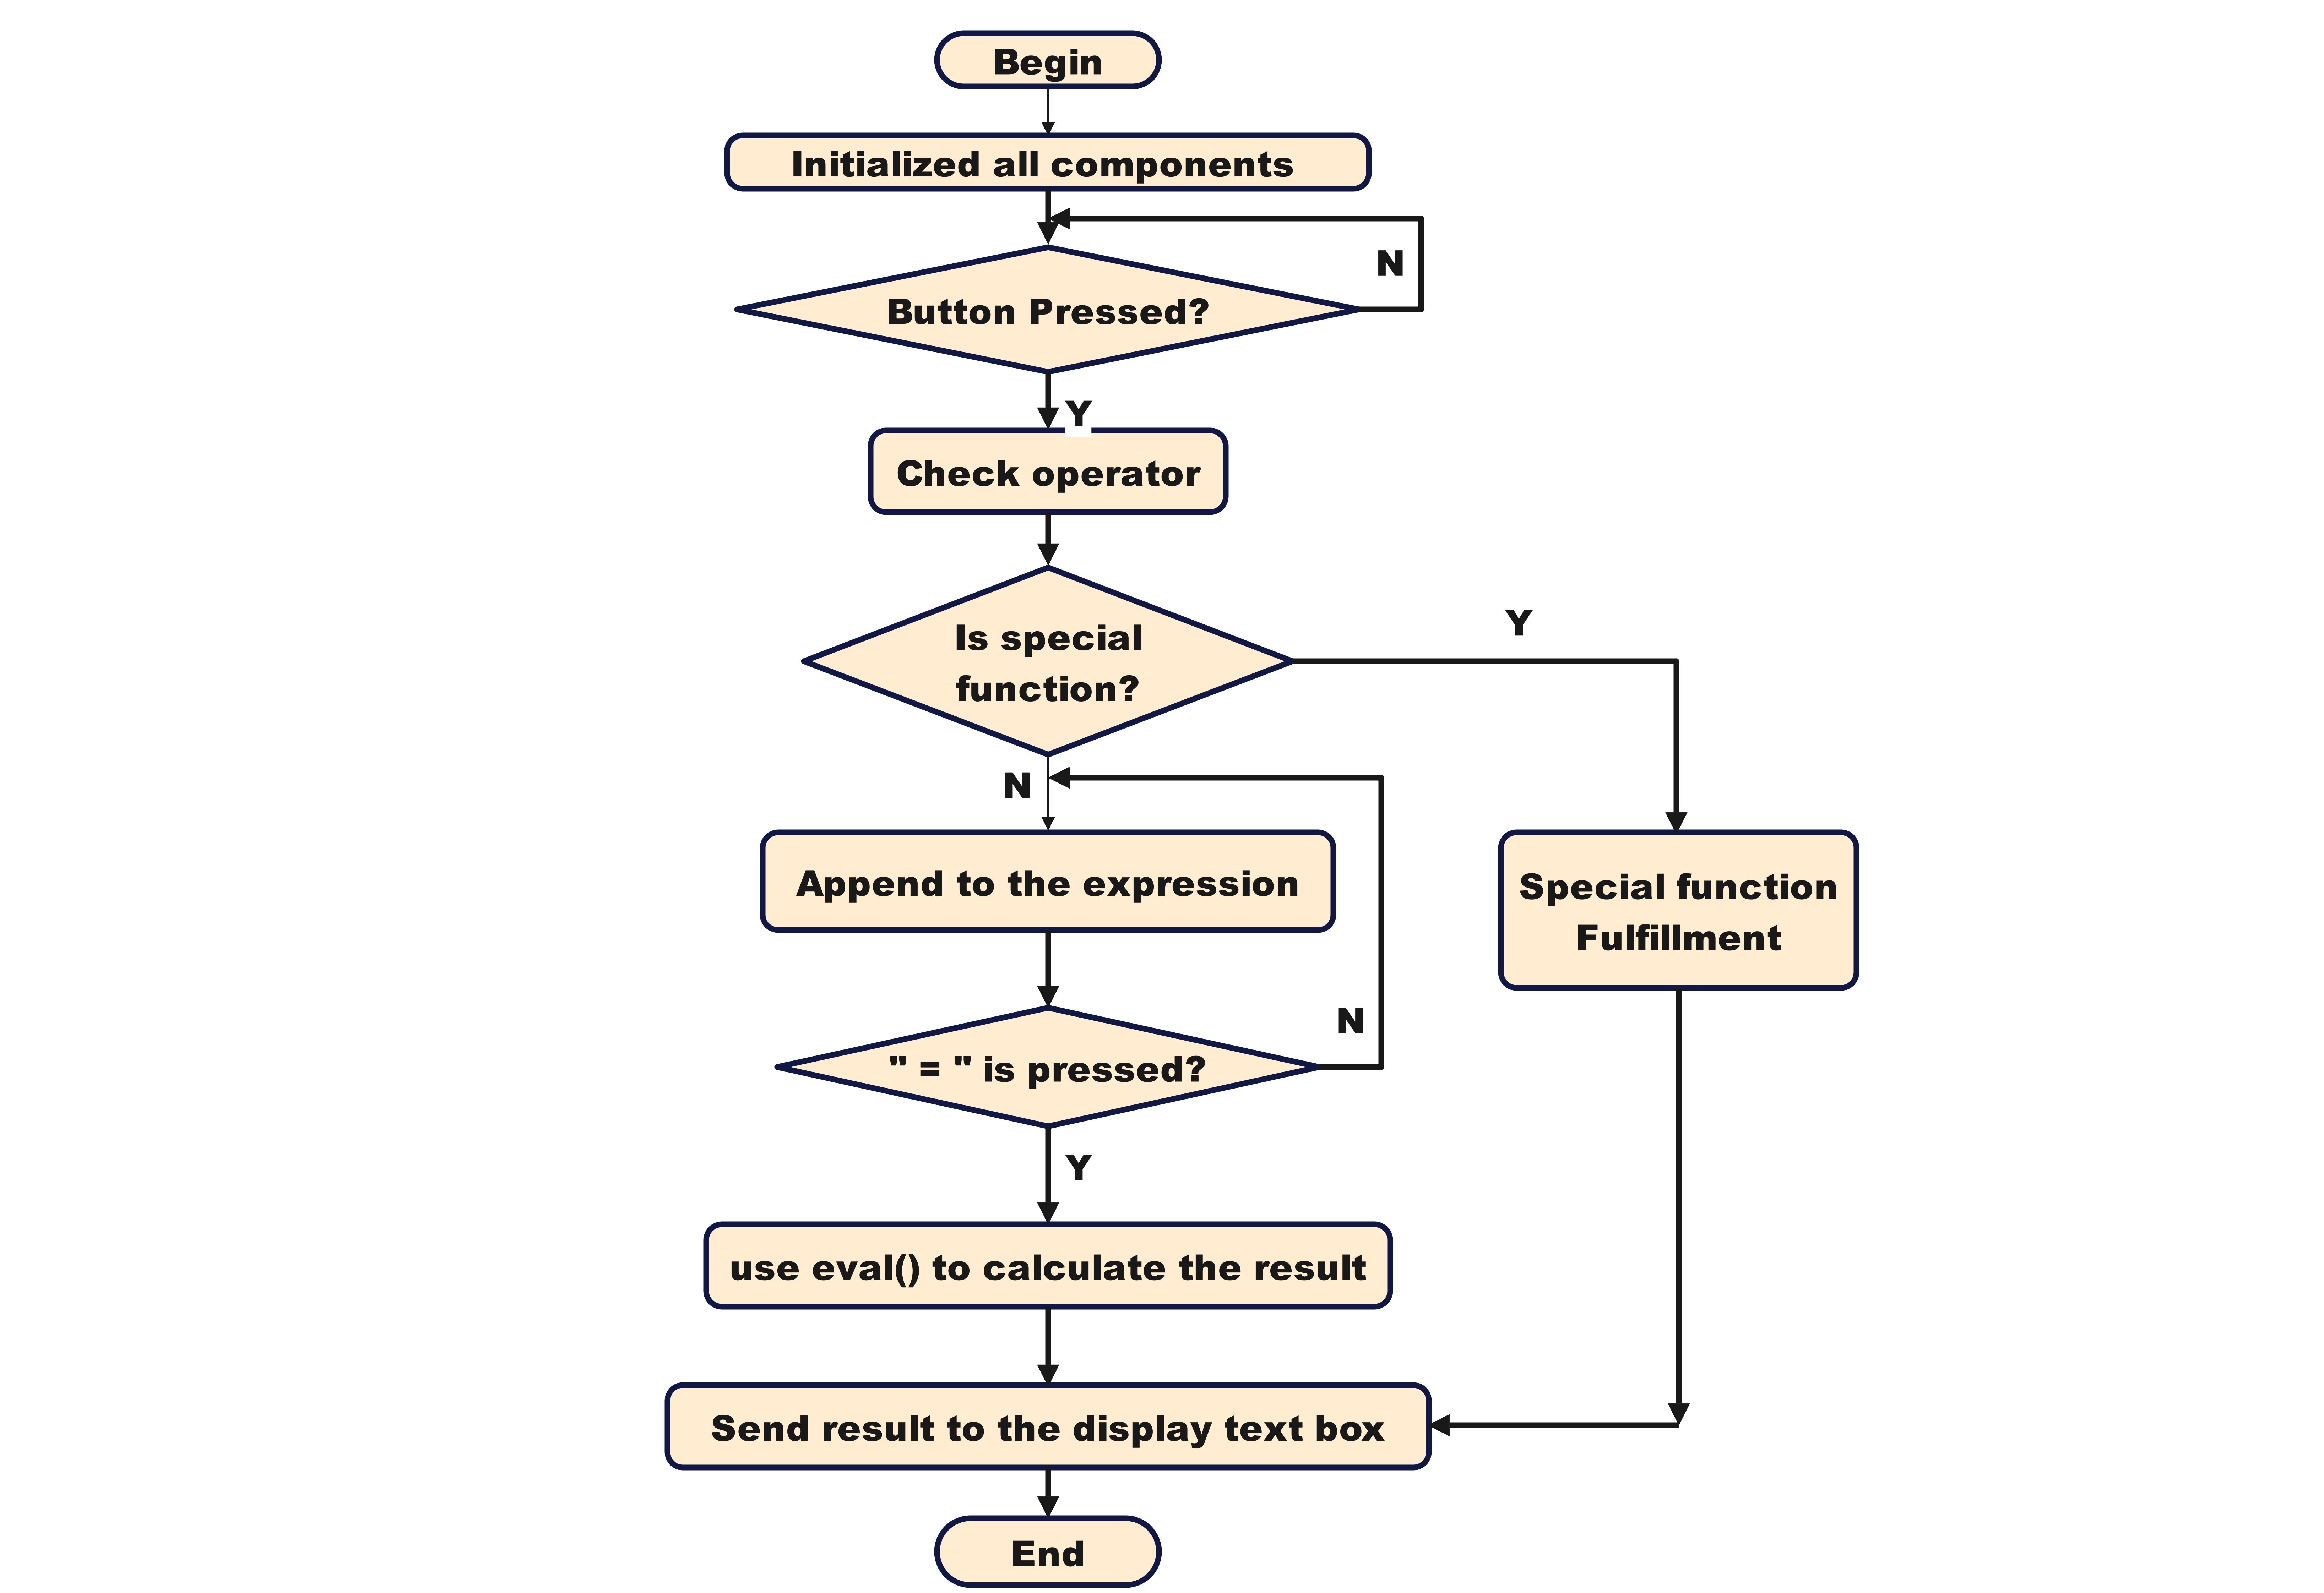 Begin
Initialized all components
N
Button Pressed?
Y
Check operator
Is special
function?
Y
N
Append to the expression
Special function
Fulfillment
N
" = " is pressed?
Y
use eval() to calculate the result
Send result to the display text box
End